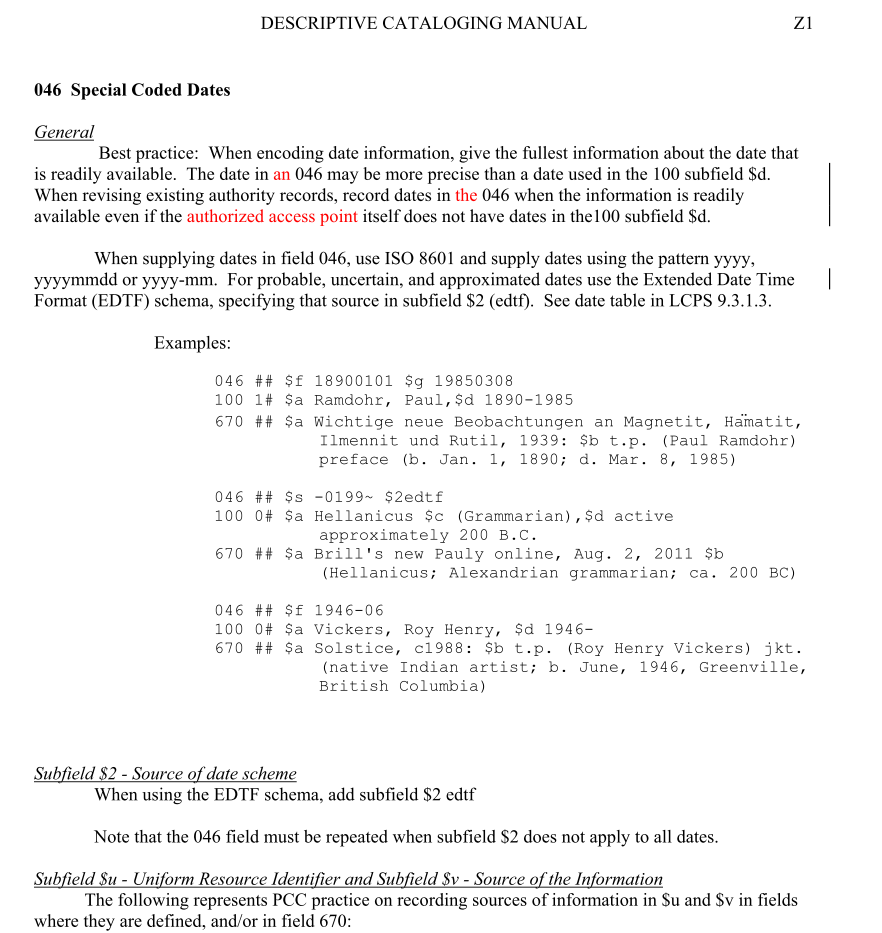 DESCRIPTIVE CATALOGING MANUAL Z1
046 Special Coded Dates
General
Best practice: When encoding date information, give the fullest information about the date that
is readily available. The date in an 046 may be more precise than a date used in the 100 subfield $d.
When revising existing authority records, record dates in the 046 when the information is readily
available even if the authorized access point itself does not have dates in the100 subfield $d.
When supplying dates in field 046, use ISO 8601 and supply dates using the pattern yyyy,
yyyymmdd or yyyy-mm. For probable, uncertain, and approximated dates use the Extended Date Time
Format (EDTF) schema, specifying that source in subfield $2 (edtf). See date table in LCPS 9.3.1.3.
Examples:
046 ## $f 18900101 $g 19850308
100 1# $a Ramdohr, Paul,$d 1890-1985
670 ## $a Wichtige neue Beobachtungen an Magnetit, Hämatit,
Ilmennit und Rutil, 1939: $b t.p. (Paul Ramdohr)
preface (b. Jan. 1, 1890; d. Mar. 8, 1985)
046 ## $s -0199~ $2edtf
100 0# $a Hellanicus $c (Grammarian),$d active
approximately 200 B.C.
670 ## $a Brill's new Pauly online, Aug. 2, 2011 $b
(Hellanicus; Alexandrian grammarian; ca. 200 BC)
046 ## $f 1946-06
100 0# $a Vickers, Roy Henry, $d 1946-
670 ## $a Solstice, c1988: $b t.p. (Roy Henry Vickers) jkt.
(native Indian artist; b. June, 1946, Greenville,
British Columbia)
Subfield $2 - Source of date scheme
When using the EDTF schema, add subfield $2 edtf
Note that the 046 field must be repeated when subfield $2 does not apply to all dates.
Subfield $u - Uniform Resource Identifier and Subfield $v - Source of the Information
The following represents PCC practice on recording sources of information in $u and $v in fields
where they are defined, and/or in field 670: